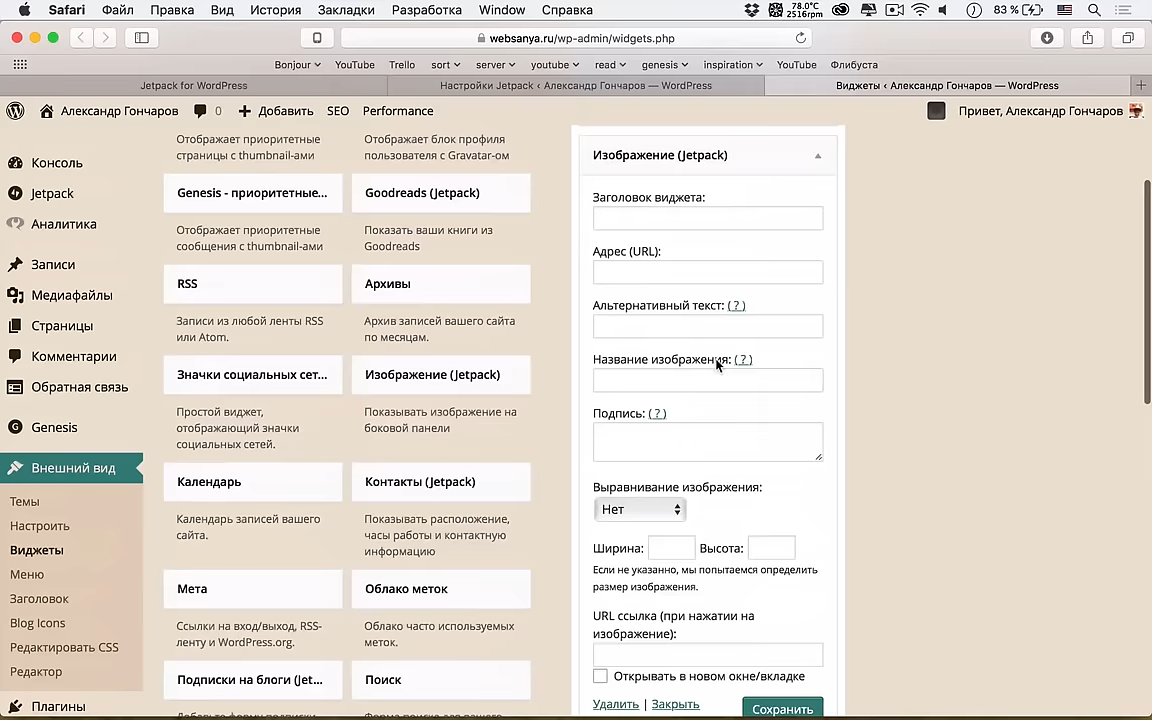 Safari Файл Правка Вид История Закладки Разработка Window Справка 78.0°C 2516rpm 83 %
websanya.ru/wp-admin/widgets.php
Bonjour YouTube Trello sort server youtube read genesis inspiration YouTube Флибуста
Jetpack for WordPress Настройки Jetpack ‹ Александр Гончаров — WordPress Виджеты ‹ Александр Гончаров — WordPress
Александр Гончаров 0 Добавить SEO Performance Привет, Александр Гончаров
Консоль
Jetpack
Аналитика
Записи
Медиафайлы
Страницы
Комментарии
Обратная связь
Genesis
Внешний вид
Темы
Настроить
Виджеты
Меню
Заголовок
Blog Icons
Редактировать CSS
Редактор
Плагины
Отображает приоритетные
страницы с thumbnail-ами
Genesis - приоритетные...
Отображает приоритетные
сообщения с thumbnail-ами
RSS
Записи из любой ленты RSS
или Atom.
Значки социальных сет...
Простой виджет,
отображающий значки
социальных сетей.
Календарь
Календарь записей вашего
сайта.
Мета
Ссылки на вход/выход, RSS-
ленту и WordPress.org.
Подписки на блоги (Jet...
Отображает блок профиля
пользователя с Gravatar-ом
Goodreads (Jetpack)
Показать ваши книги из
Goodreads
Архивы
Архив записей вашего сайта
по месяцам.
Изображение (Jetpack)
Показывать изображение на
боковой панели
Контакты (Jetpack)
Показывать расположение,
часы работы и контактную
информацию
Облако меток
Облако часто используемых
меток.
Поиск
Изображение (Jetpack)
Заголовок виджета:
Адрес (URL):
Альтернативный текст: ( ? )
Название изображения: ( ? )
Подпись: ( ? )
Выравнивание изображения:
Нет
Ширина: Высота:
Если не указанно, мы попытаемся определить
размер изображения.
URL ссылка (при нажатии на
изображение):
Открывать в новом окне/вкладке
Удалить | Закрыть Сохранить